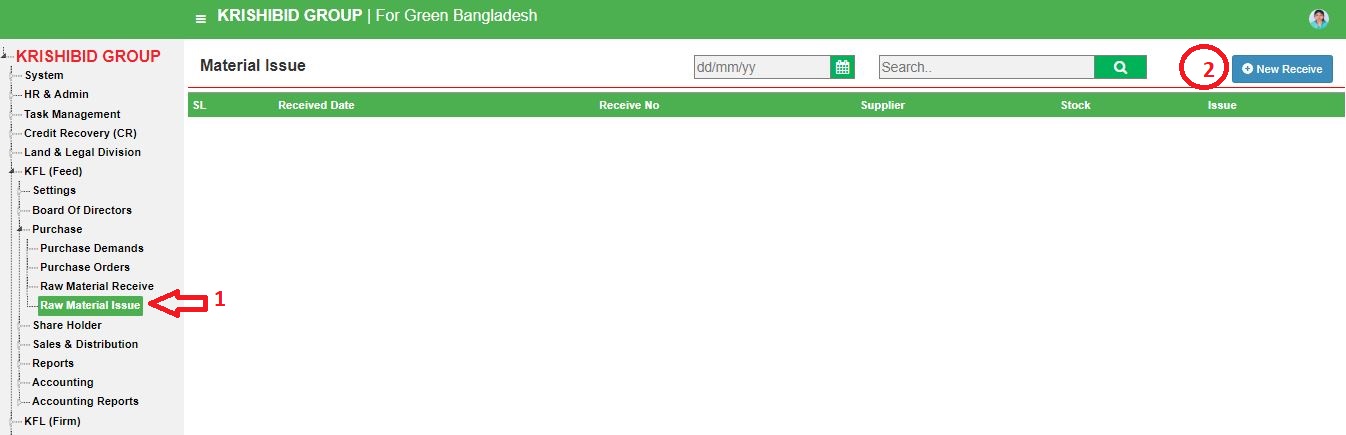 ≡ KRISHIBID GROUP | For Green Bangladesh
KRISHIBID GROUP
System
HR & Admin
Task Management
Credit Recovery (CR)
Land & Legal Division
KFL (Feed)
Settings
Board Of Directors
Purchase
Purchase Demands
Purchase Orders
Raw Material Receive
Raw Material Issue
1
Share Holder
Sales & Distribution
Reports
Accounting
Accounting Reports
KFL (Firm)
Material Issue
dd/mm/yy
Search..
2
New Receive
SL Received Date Receive No Supplier Stock Issue